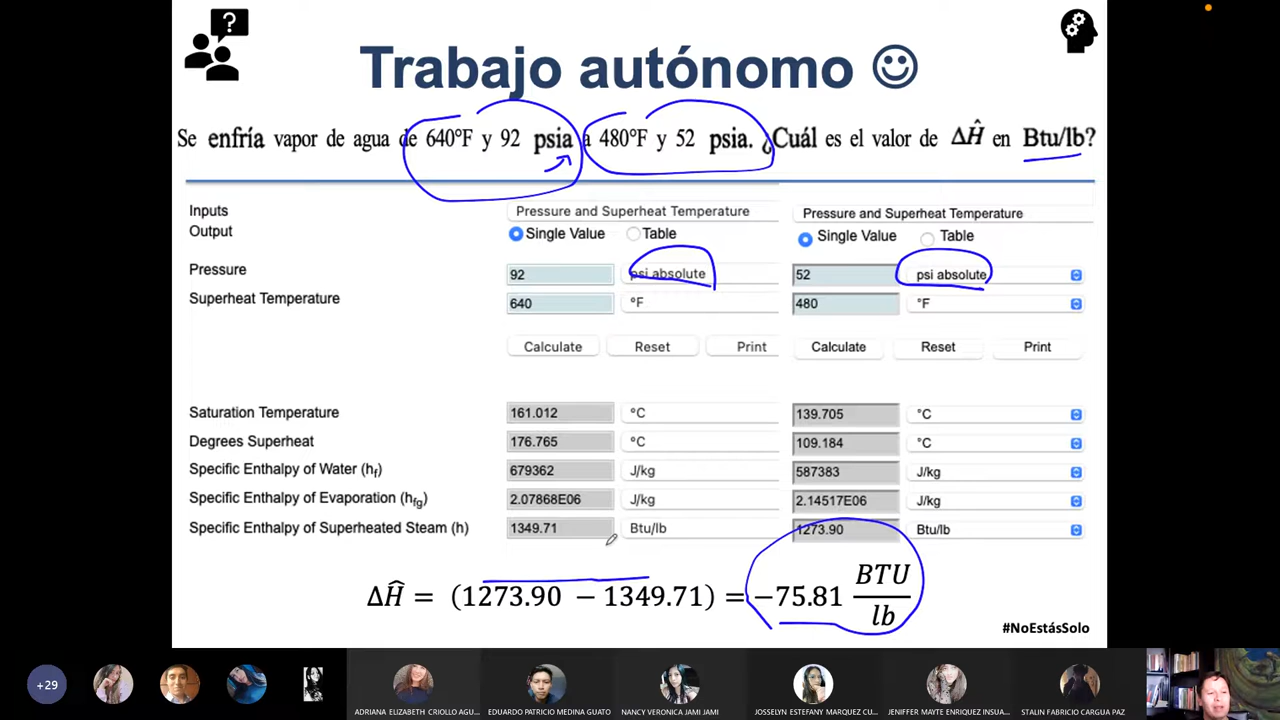 Trabajo autónomo
Se enfría vapor de agua de 640°F y 92 psia a 480°F y 52 psia. ¿Cuál es el valor de ΔĤ en Btu/lb?
Inputs Pressure and Superheat Temperature Pressure and Superheat Temperature
Output Single Value Table Single Value Table
Pressure 92 psi absolute 52 psi absolute
Superheat Temperature 640 °F 480 °F
Calculate Reset Print Calculate Reset Print
Saturation Temperature 161.012 °C 139.705 °C
Degrees Superheat 176.765 °C 109.184 °C
Specific Enthalpy of Water (hf) 679362 J/kg 587383 J/kg
Specific Enthalpy of Evaporation (hfg) 2.07868E06 J/kg 2.14517E06 J/kg
Specific Enthalpy of Superheated Steam (h) 1349.71 Btu/lb 1273.90 Btu/lb
ΔĤ = (1273.90 − 1349.71) = −75.81 BTU/lb
#NoEstásSolo
+29
ADRIANA ELIZABETH CRIOLLO AGU... EDUARDO PATRICIO MEDINA GUATO NANCY VERONICA JAMI JAMI JOSSELYN ESTEFANY MARQUEZ CU... JENIFFER MAYTE ENRIQUEZ INSUA... STALIN FABRICIO CARGUA PAZ